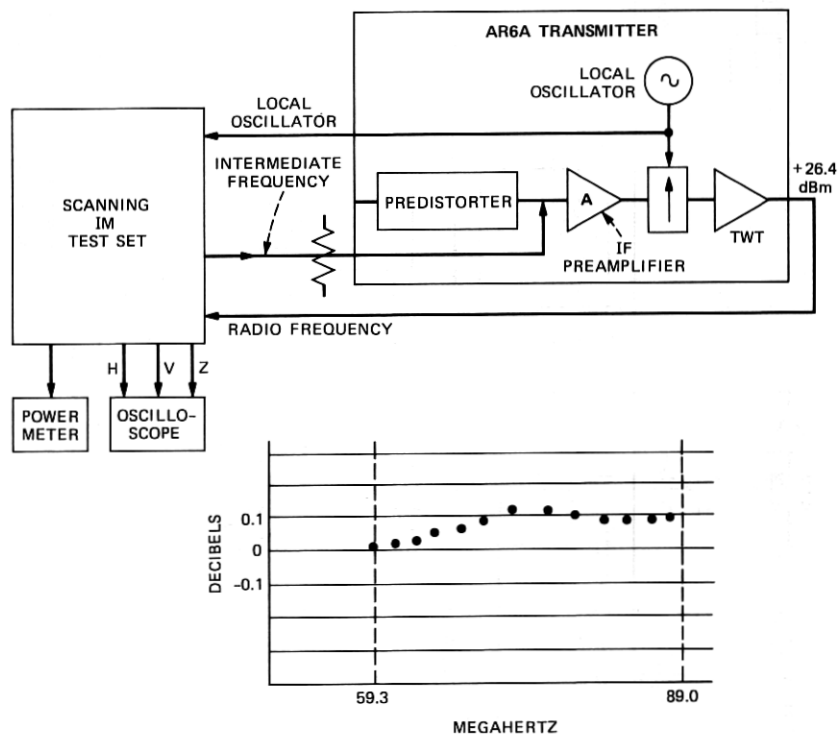 AR6A TRANSMITTER
LOCAL
OSCILLATOR
LOCAL
OSCILLATOR
+26.4
dBm
INTERMEDIATE
FREQUENCY
PREDISTORTER
A
SCANNING
IM
TEST SET
TWT
IF
PREAMPLIFIER
RADIO FREQUENCY
H
V
Z
POWER
METER
OSCILLO-
SCOPE
DECIBELS
0.1
0
-0.1
59.3
89.0
MEGAHERTZ